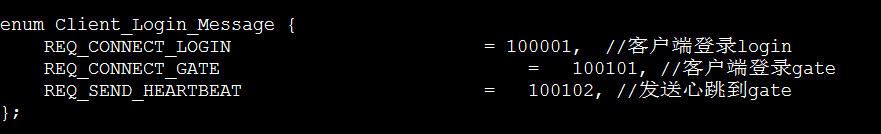 enum Client_Login_Message {
    REQ_CONNECT_LOGIN                       = 100001,  //客户端登录login
    REQ_CONNECT_GATE                            =   100101, //客户端登录gate
    REQ_SEND_HEARTBEAT                      =   100102, //发送心跳到gate
};